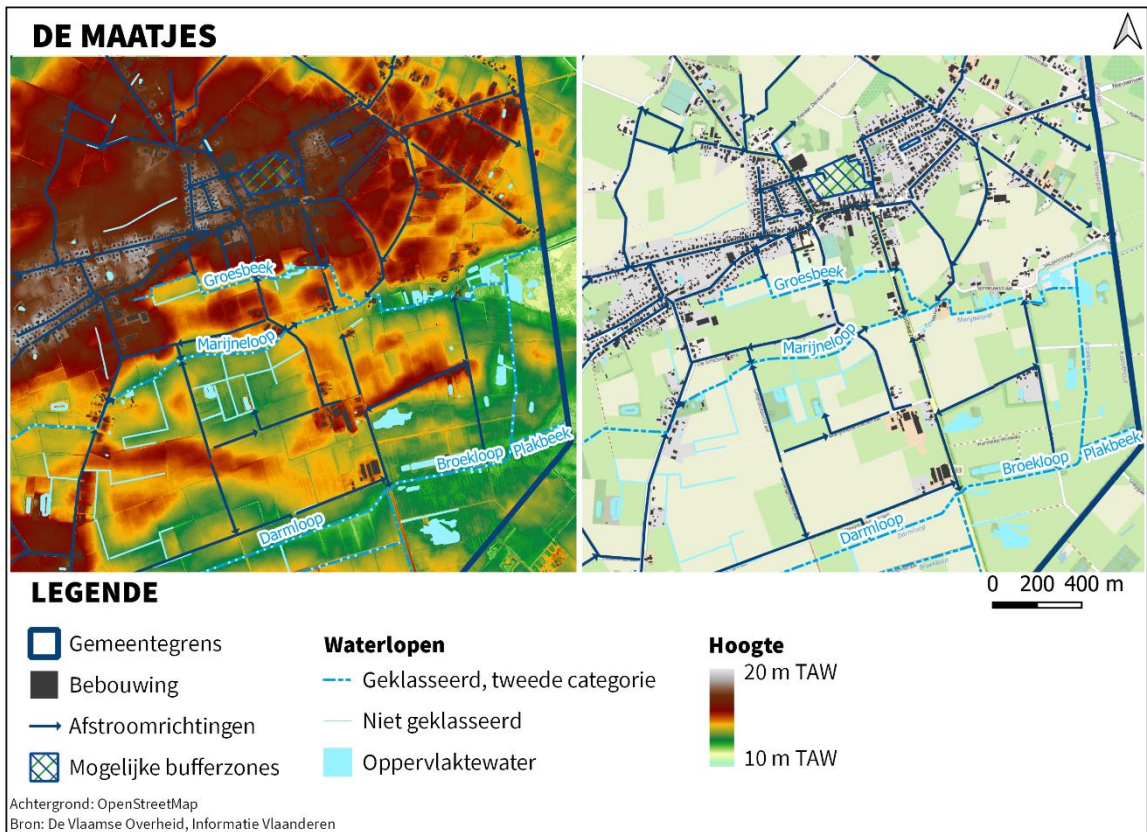 DE MAATJES
Groesbeek
Marijneloop
Broekloop
Plakbeek
Darmloop
Groesbeek
Marijneloop
Marijneloop
Broekloop
Plakbeek
Darmloop
Darmloop
0 200 400 m
LEGENDE
Gemeentegrens
Bebouwing
Afstroomrichtingen
Mogelijke bufferzones
Waterlopen
Geklasseerd, tweede categorie
Niet geklasseerd
Oppervlaktewater
Hoogte
20 m TAW
10 m TAW
Achtergrond: OpenStreetMap
Bron: De Vlaamse Overheid, Informatie Vlaanderen